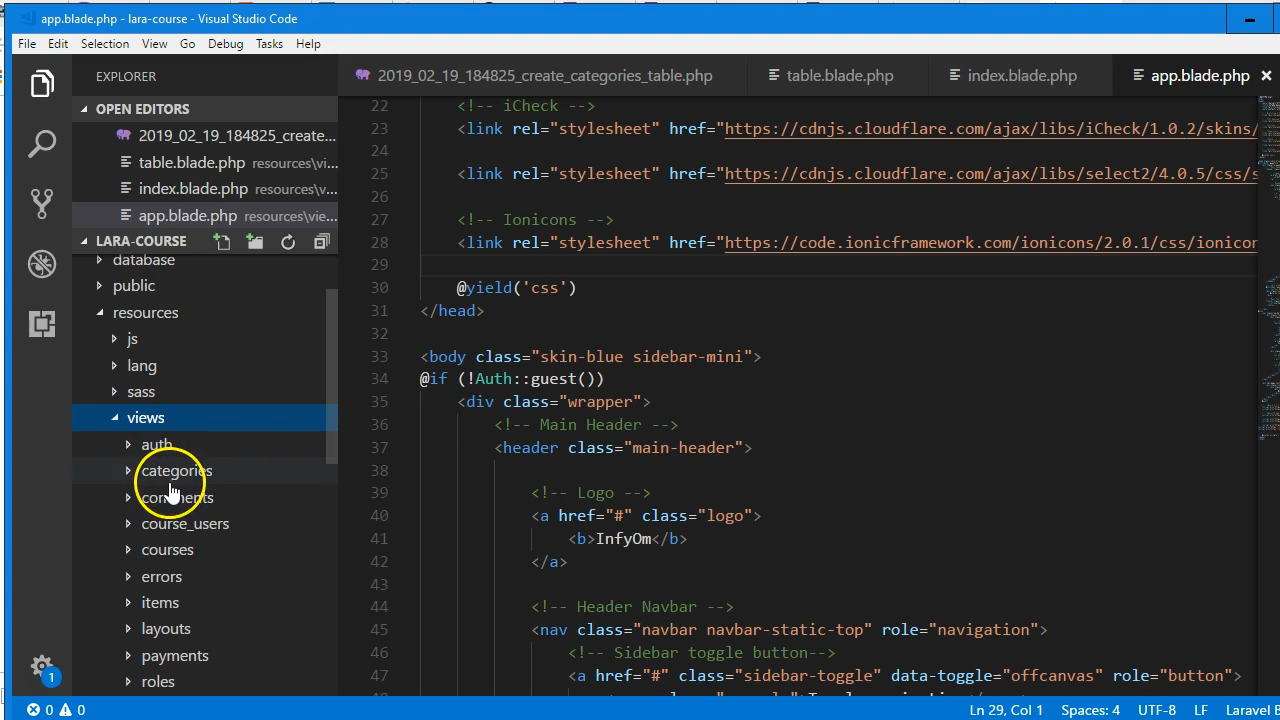 app.blade.php - lara-course - Visual Studio Code
File Edit Selection View Go Debug Tasks Help
EXPLORER
OPEN EDITORS
2019_02_19_184825_create...
table.blade.php resources\vi...
index.blade.php resources\v...
app.blade.php resources\vie...
LARA-COURSE
database
public
resources
js
lang
sass
views
auth
categories
comments
course_users
courses
errors
items
layouts
payments
roles
1
2019_02_19_184825_create_categories_table.php table.blade.php index.blade.php app.blade.php
22 <!-- iCheck -->
23 <link rel="stylesheet" href="https://cdnjs.cloudflare.com/ajax/libs/iCheck/1.0.2/skins/
24
25 <link rel="stylesheet" href="https://cdnjs.cloudflare.com/ajax/libs/select2/4.0.5/css/s
26
27 <!-- Ionicons -->
28 <link rel="stylesheet" href="https://code.ionicframework.com/ionicons/2.0.1/css/ionicon
29
30 @yield('css')
31 </head>
32
33 <body class="skin-blue sidebar-mini">
34 @if (!Auth::guest())
35 <div class="wrapper">
36 <!-- Main Header -->
37 <header class="main-header">
38
39 <!-- Logo -->
40 <a href="#" class="logo">
41 <b>InfyOm</b>
42 </a>
43
44 <!-- Header Navbar -->
45 <nav class="navbar navbar-static-top" role="navigation">
46 <!-- Sidebar toggle button-->
47 <a href="#" class="sidebar-toggle" data-toggle="offcanvas" role="button">
0 0 Ln 29, Col 1 Spaces: 4 UTF-8 LF Laravel B